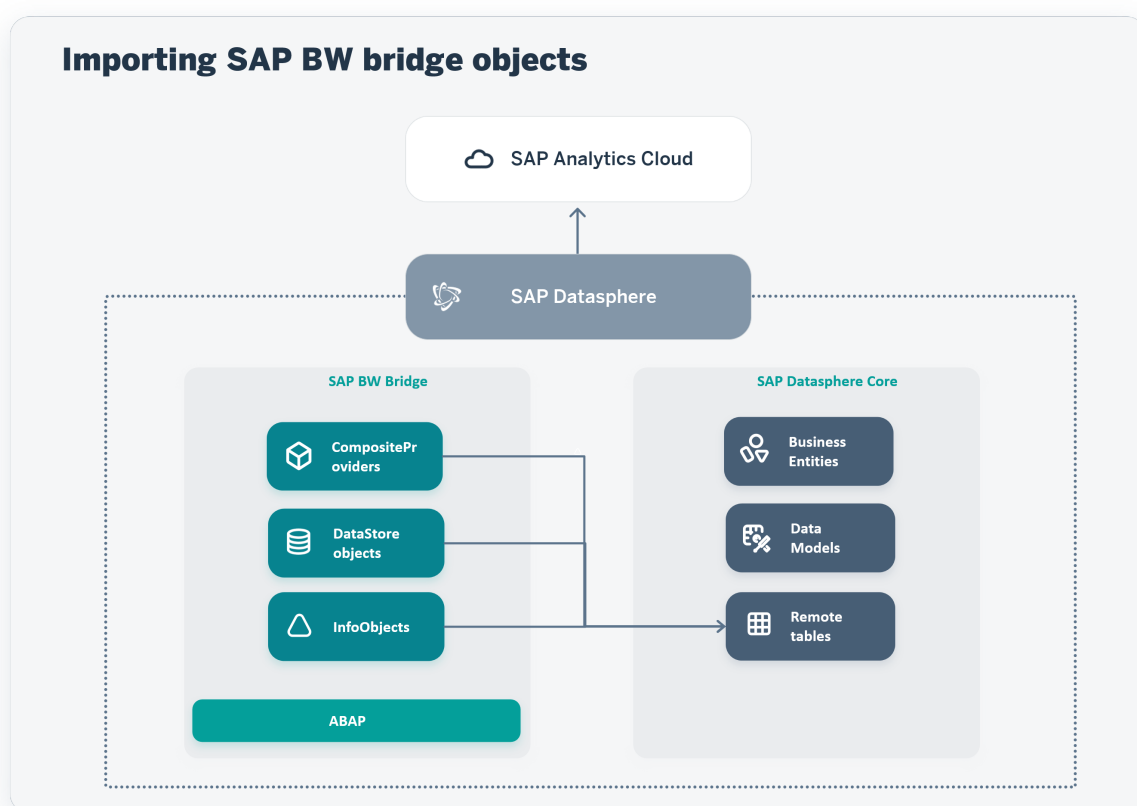 Importing SAP BW bridge objects
SAP Analytics Cloud
SAP Datasphere
SAP BW Bridge
CompositePr
oviders
DataStore
objects
InfoObjects
ABAP
SAP Datasphere Core
Business
Entities
Data
Models
Remote
tables